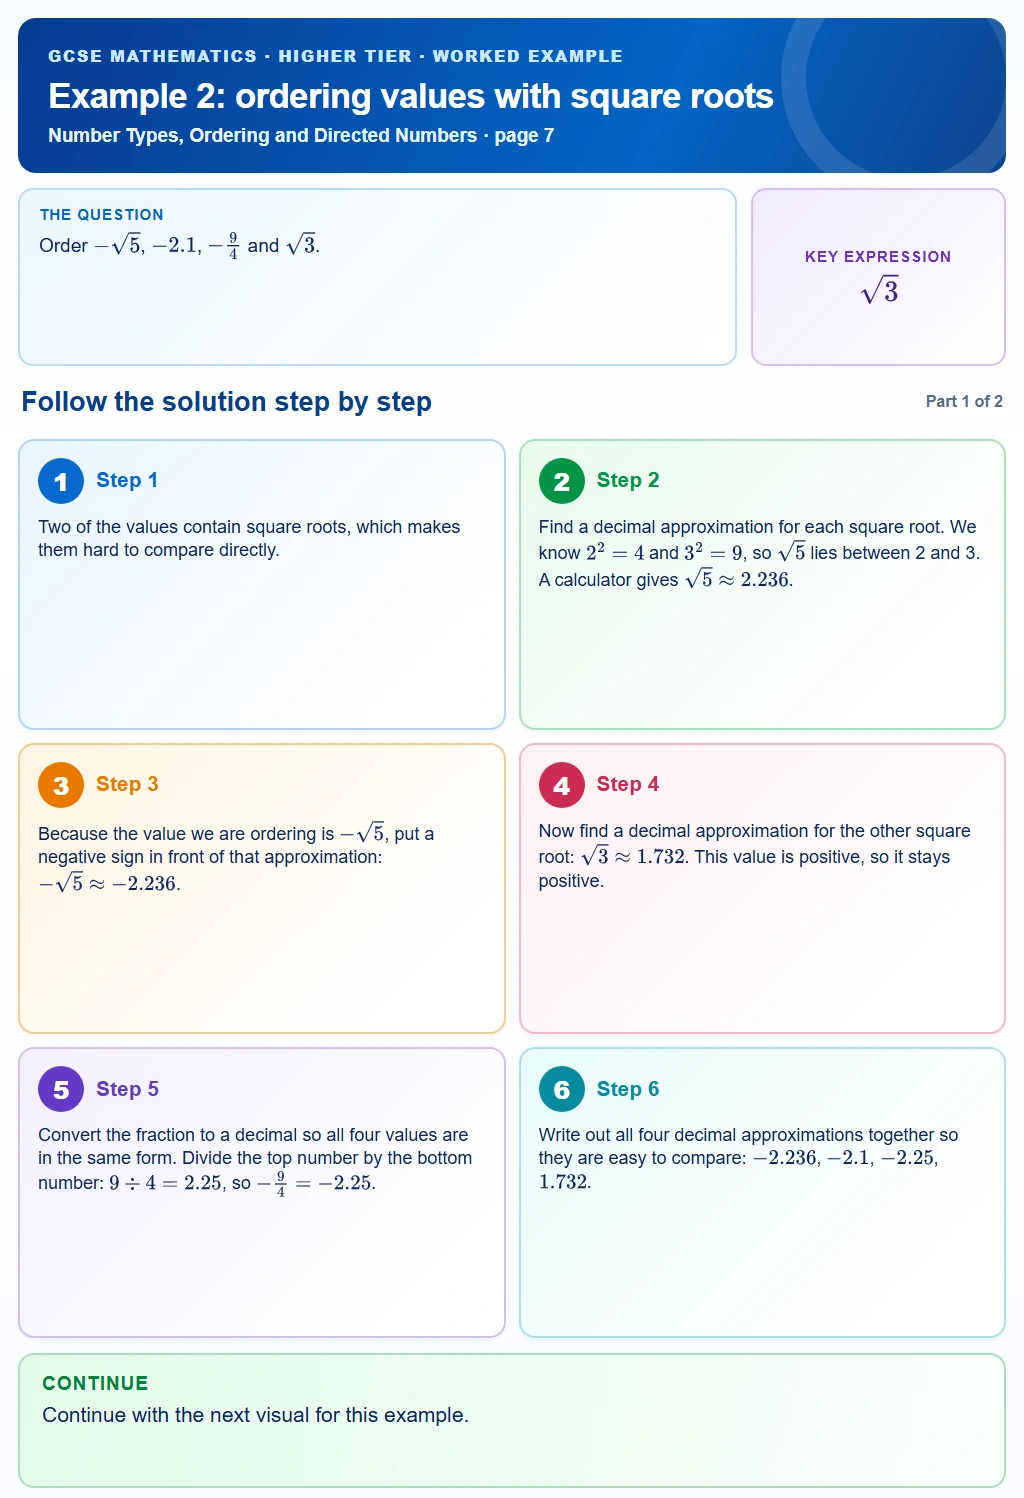 GCSE MATHEMATICS · HIGHER TIER · WORKED EXAMPLE
Example 2: ordering values with square roots
Number Types, Ordering and Directed Numbers · page 7
THE QUESTION
Order −√5, −2.1, −9/4 and √3.
KEY EXPRESSION
√3
Follow the solution step by step
Part 1 of 2
1 Step 1
Two of the values contain square roots, which makes
them hard to compare directly.
2 Step 2
Find a decimal approximation for each square root. We
know 2² = 4 and 3² = 9, so √5 lies between 2 and 3.
A calculator gives √5 ≈ 2.236.
3 Step 3
Because the value we are ordering is −√5, put a
negative sign in front of that approximation:
−√5 ≈ −2.236.
4 Step 4
Now find a decimal approximation for the other square
root: √3 ≈ 1.732. This value is positive, so it stays
positive.
5 Step 5
Convert the fraction to a decimal so all four values are
in the same form. Divide the top number by the bottom
number: 9 ÷ 4 = 2.25, so −9/4 = −2.25.
6 Step 6
Write out all four decimal approximations together so
they are easy to compare: −2.236, −2.1, −2.25,
1.732.
CONTINUE
Continue with the next visual for this example.